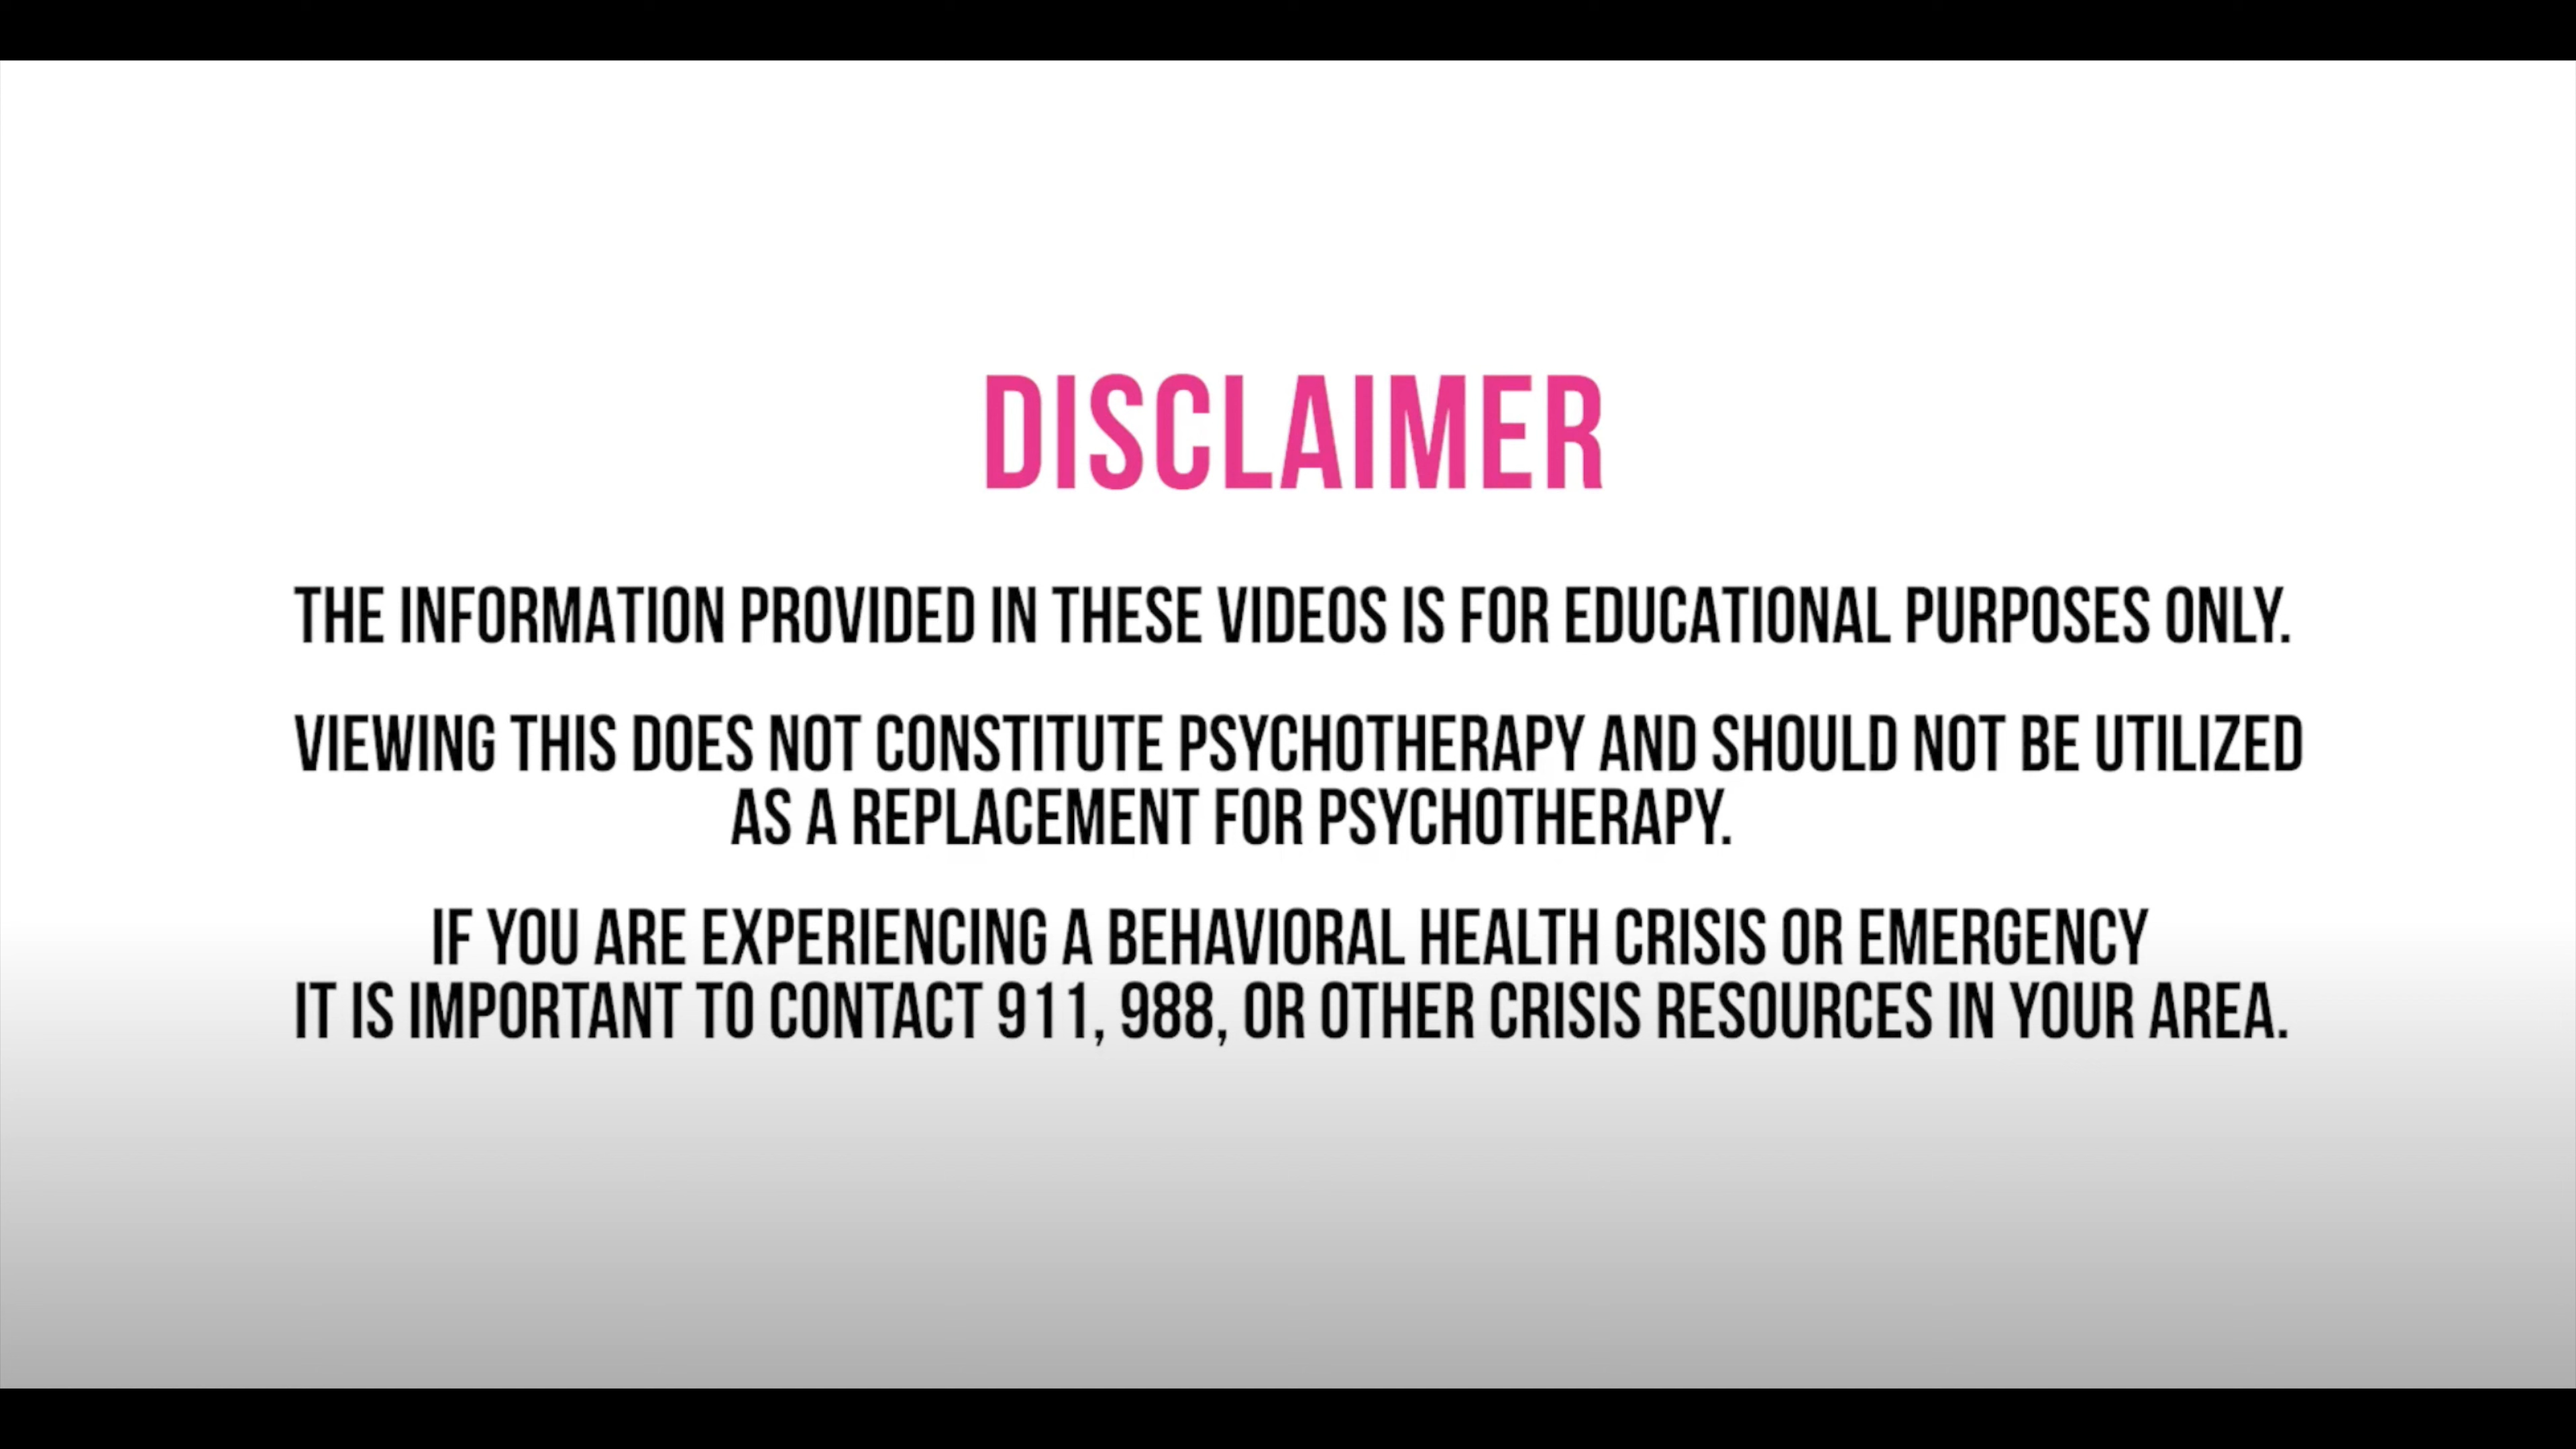 DISCLAIMER
THE INFORMATION PROVIDED IN THESE VIDEOS IS FOR EDUCATIONAL PURPOSES ONLY.
VIEWING THIS DOES NOT CONSTITUTE PSYCHOTHERAPY AND SHOULD NOT BE UTILIZED
AS A REPLACEMENT FOR PSYCHOTHERAPY.
IF YOU ARE EXPERIENCING A BEHAVIORAL HEALTH CRISIS OR EMERGENCY
IT IS IMPORTANT TO CONTACT 911, 988, OR OTHER CRISIS RESOURCES IN YOUR AREA.